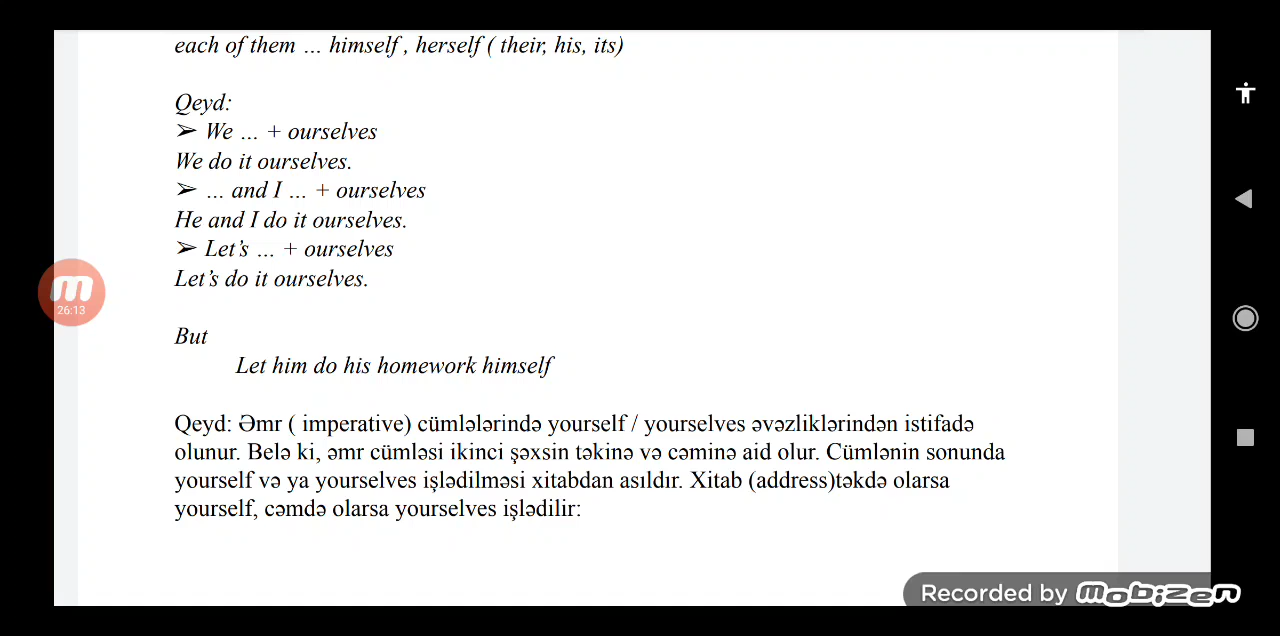 each of them … himself , herself ( their, his, its)
Qeyd:
➢ We … + ourselves
We do it ourselves.
➢ … and I … + ourselves
He and I do it ourselves.
➢ Let’s … + ourselves
Let’s do it ourselves.
But
Let him do his homework himself
Qeyd: Əmr ( imperative) cümlələrində yourself / yourselves əvəzliklərindən istifadə
olunur. Belə ki, əmr cümləsi ikinci şəxsin təkinə və cəminə aid olur. Cümlənin sonunda
yourself və ya yourselves işlədilməsi xitabdan asıldır. Xitab (address)təkdə olarsa
yourself, cəmdə olarsa yourselves işlədilir:
26:13
Recorded by mobizen